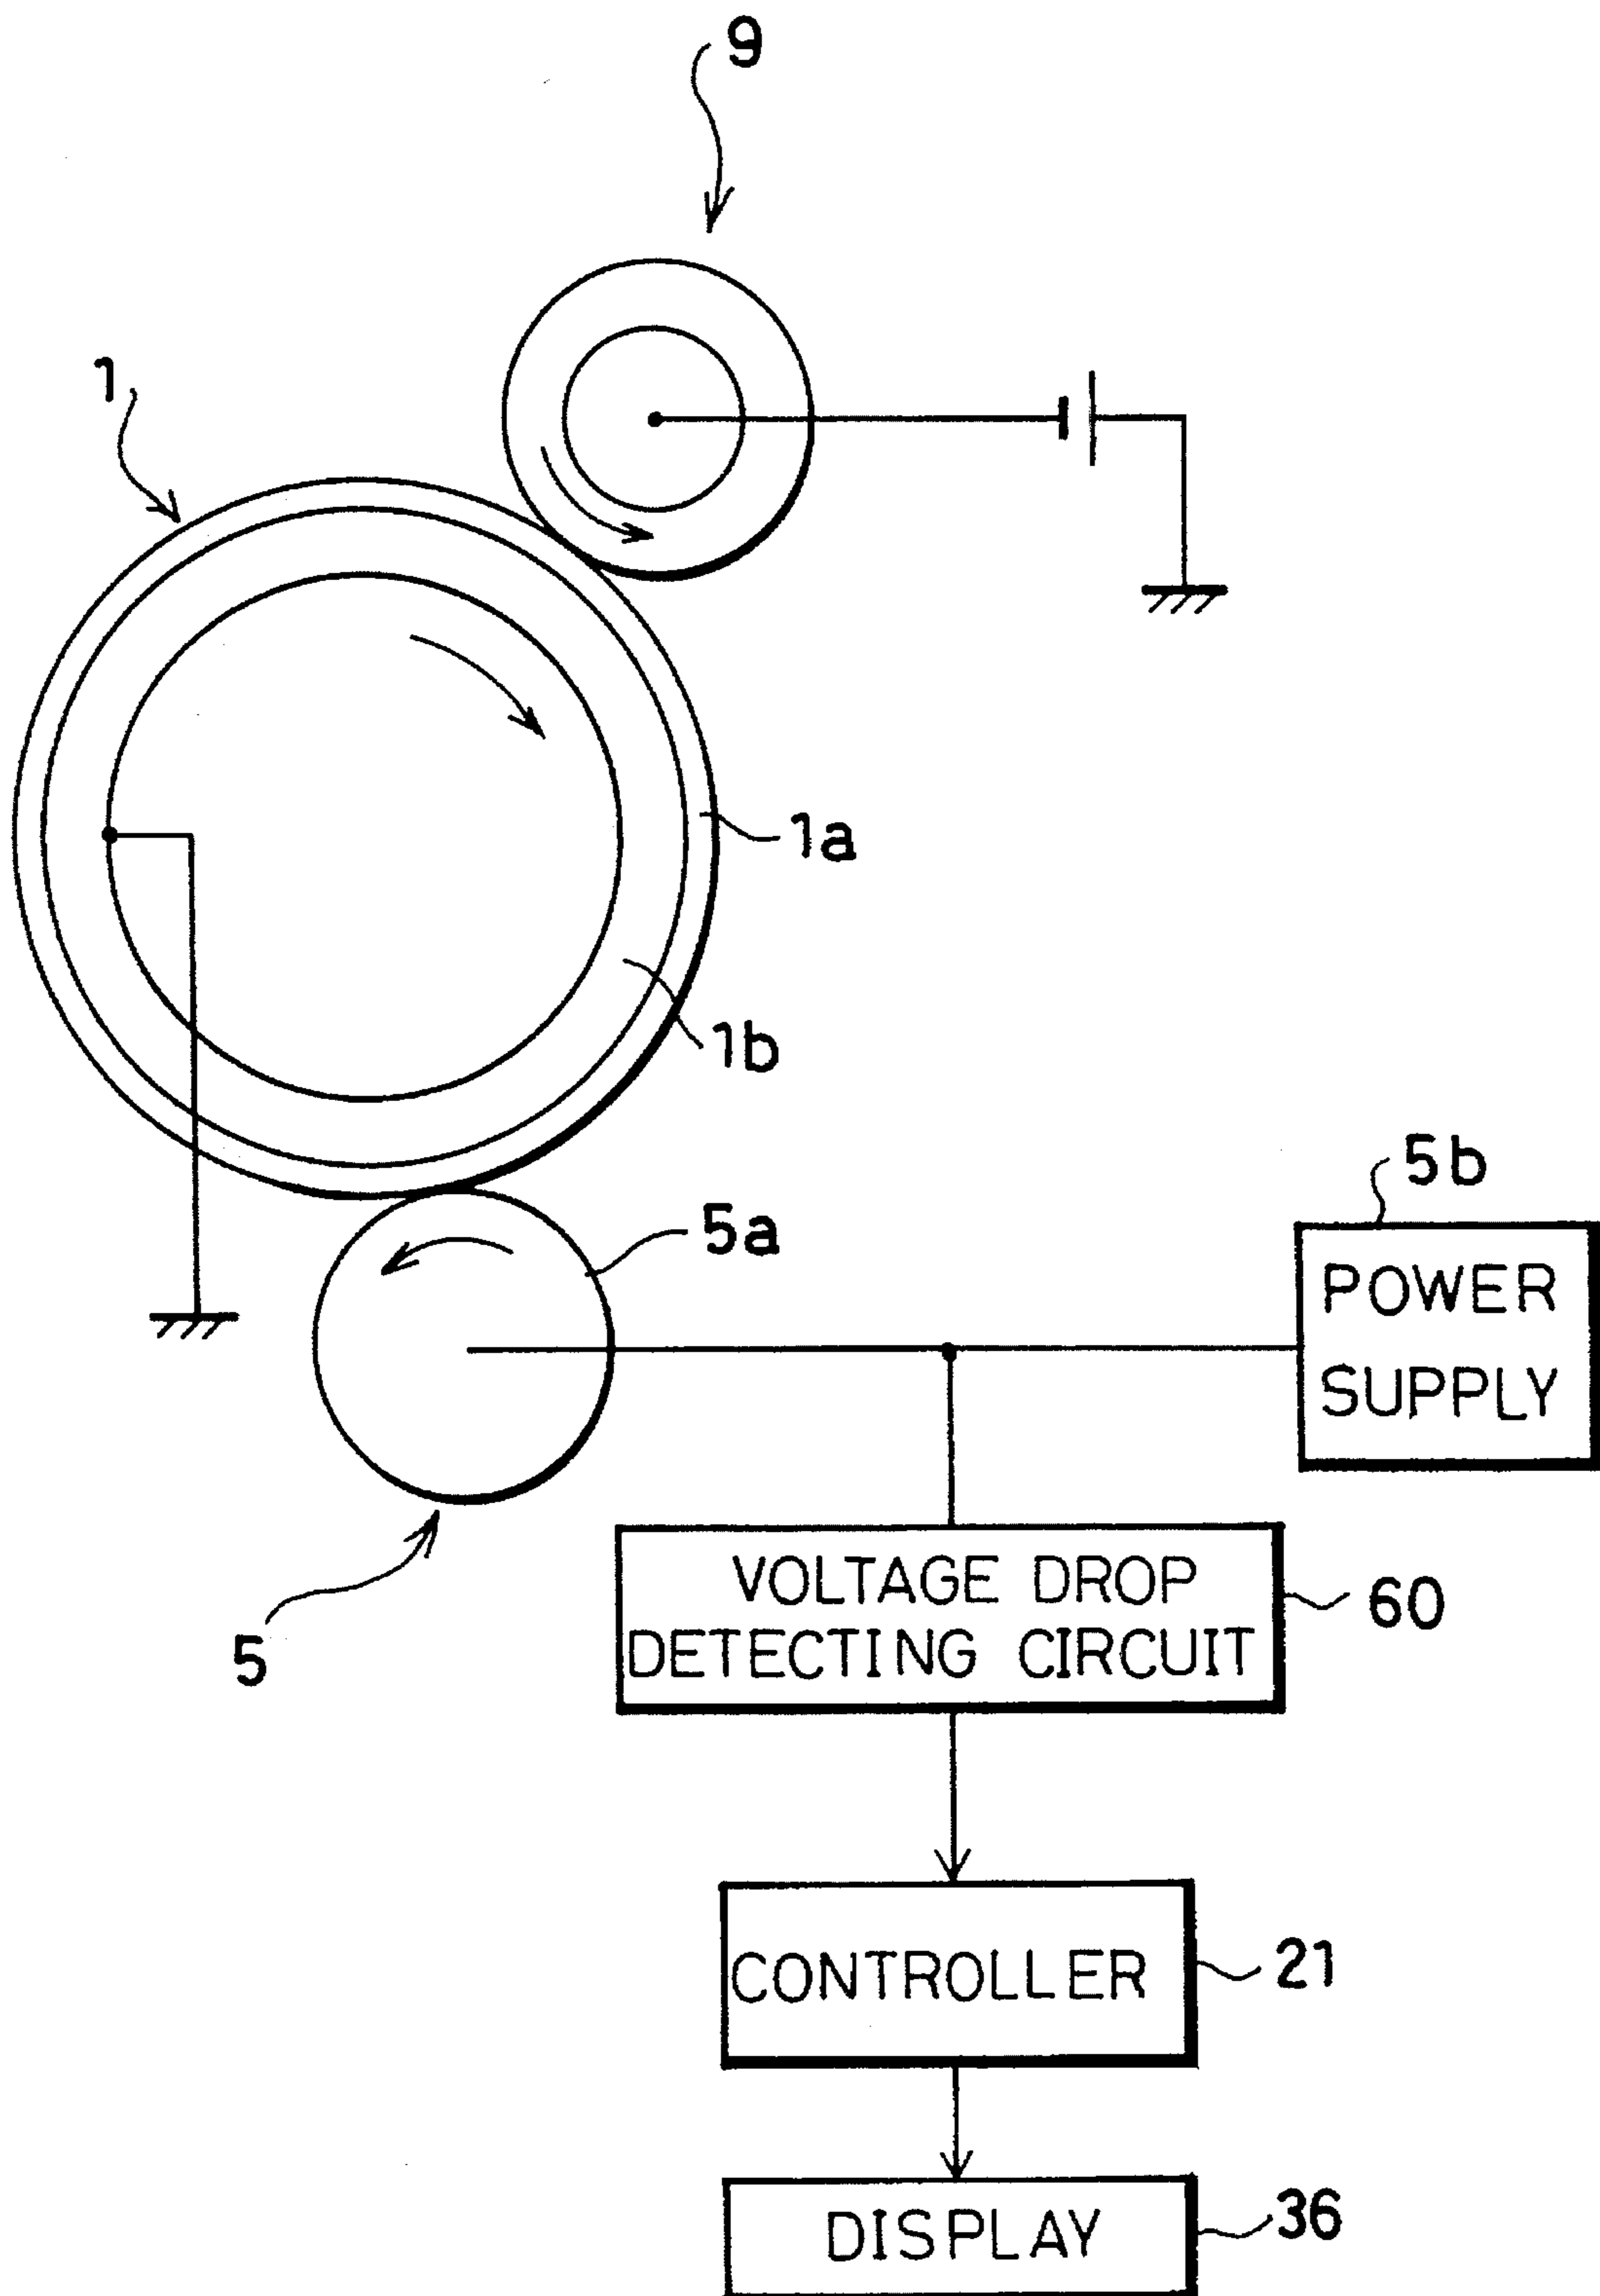 9
1
1a
1b
5b
5a
POWER
SUPPLY
5
VOLTAGE DROP
DETECTING CIRCUIT
60
CONTROLLER
21
DISPLAY
36